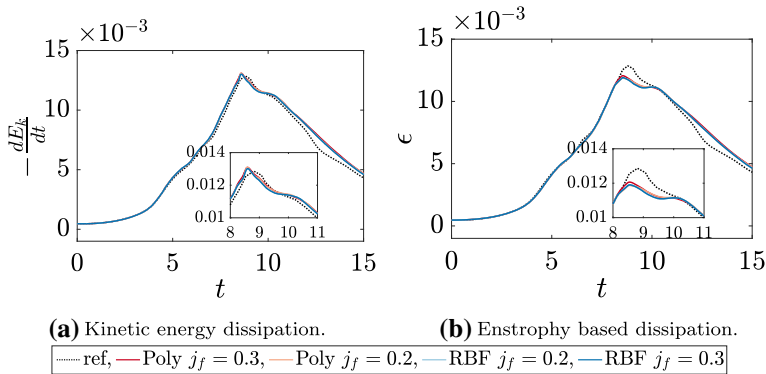 ×10⁻³
15
10
5
0
−dEₖ/dt
0.014
0.012
0.01
8 9 10 11
0 5 10 15
t
×10⁻³
15
10
5
0
ϵ
0.014
0.012
0.01
8 9 10 11
0 5 10 15
t
(a) Kinetic energy dissipation.
(b) Enstrophy based dissipation.
ref, Poly j_f = 0.3, Poly j_f = 0.2, RBF j_f = 0.2, RBF j_f = 0.3